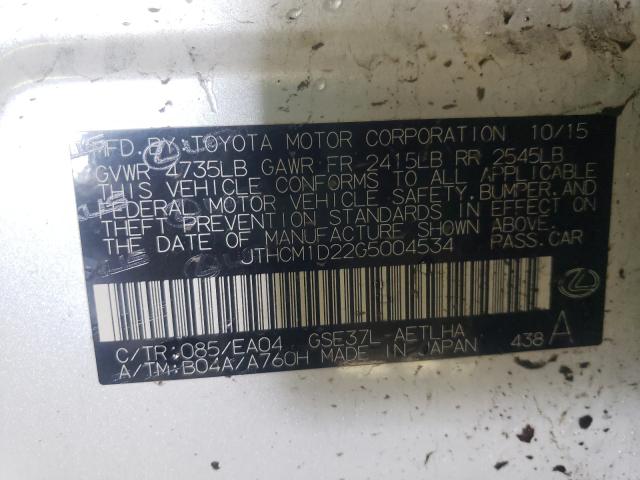 MFD.BY:TOYOTA MOTOR CORPORATION 10/15
GVWR 4735LB GAWR FR 2415LB RR 2545LB
THIS VEHICLE CONFORMS TO ALL APPLICABLE
FEDERAL MOTOR VEHICLE SAFETY,BUMPER,AND
THEFT PREVENTION STANDARDS IN EFFECT ON
THE DATE OF MANUFACTURE SHOWN ABOVE.
JTHCM1D22G5004534 PASS.CAR
C/TR:085/EA04 GSE37L-AETLHA
A/TM:B04A/A760H MADE IN JAPAN 438 A